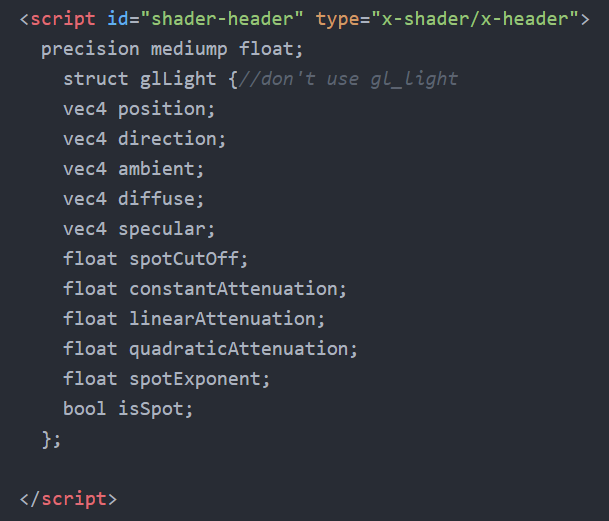 <script id="shader-header" type="x-shader/x-header">
precision mediump float;
struct glLight {//don't use gl_light
vec4 position;
vec4 direction;
vec4 ambient;
vec4 diffuse;
vec4 specular;
float spotCutOff;
float constantAttenuation;
float linearAttenuation;
float quadraticAttenuation;
float spotExponent;
bool isSpot;
};
</script>